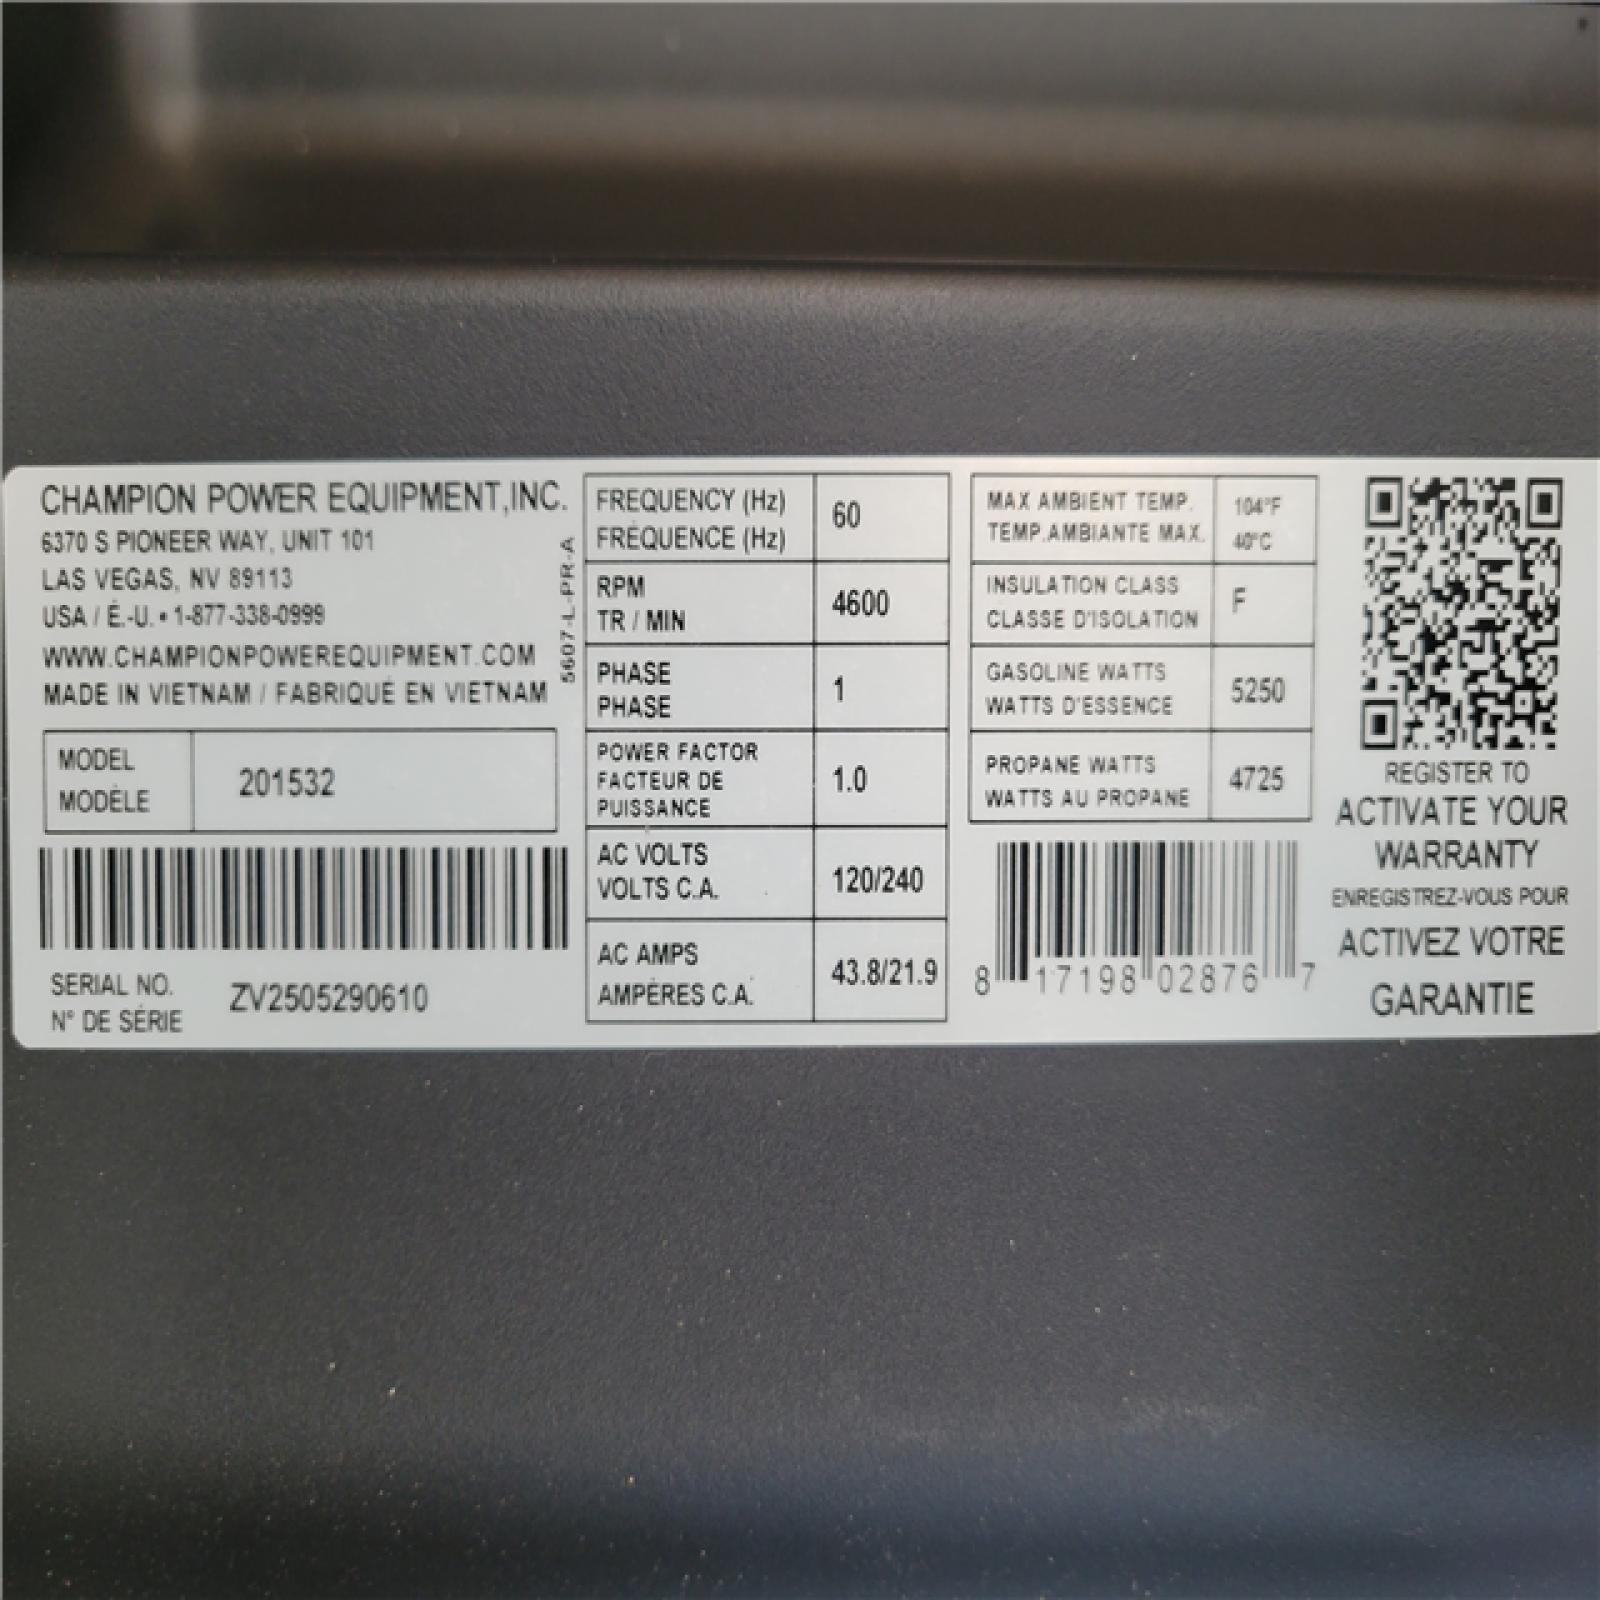 CHAMPION POWER EQUIPMENT,INC.
6370 S PIONEER WAY, UNIT 101
LAS VEGAS, NV 89113
USA / É.-U. • 1-877-338-0999
WWW.CHAMPIONPOWEREQUIPMENT.COM
MADE IN VIETNAM / FABRIQUÉ EN VIETNAM
5607-L-PR-A
MODEL
MODÈLE
201532
SERIAL NO.
N° DE SÉRIE
ZV2505290610
FREQUENCY (Hz)
FRÉQUENCE (Hz)
60
RPM
TR / MIN
4600
PHASE
PHASE
1
POWER FACTOR
FACTEUR DE
PUISSANCE
1.0
AC VOLTS
VOLTS C.A.
120/240
AC AMPS
AMPÈRES C.A.
43.8/21.9
MAX AMBIENT TEMP.
TEMP.AMBIANTE MAX.
104°F
40°C
INSULATION CLASS
CLASSE D'ISOLATION
F
GASOLINE WATTS
WATTS D'ESSENCE
5250
PROPANE WATTS
WATTS AU PROPANE
4725
8 17198 02876 7
REGISTER TO
ACTIVATE YOUR
WARRANTY
ENREGISTREZ-VOUS POUR
ACTIVEZ VOTRE
GARANTIE